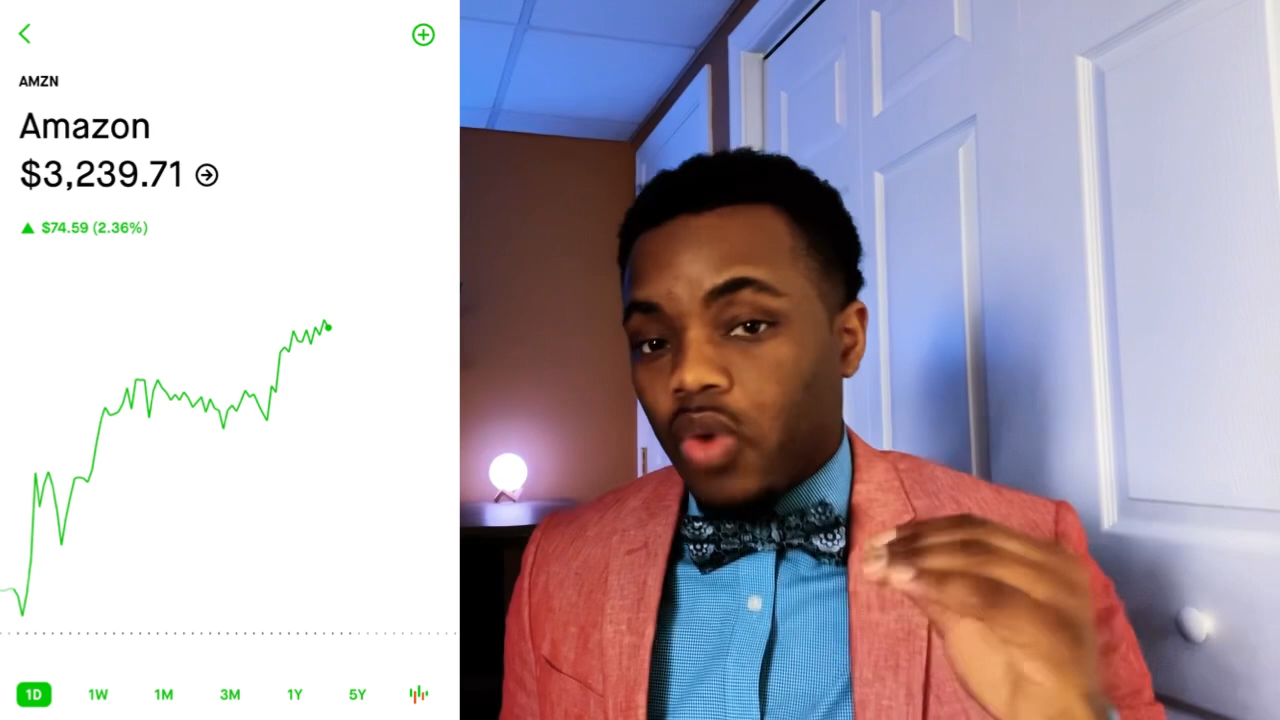 AMZN
Amazon
$3,239.71
$74.59 (2.36%)
1D 1W 1M 3M 1Y 5Y